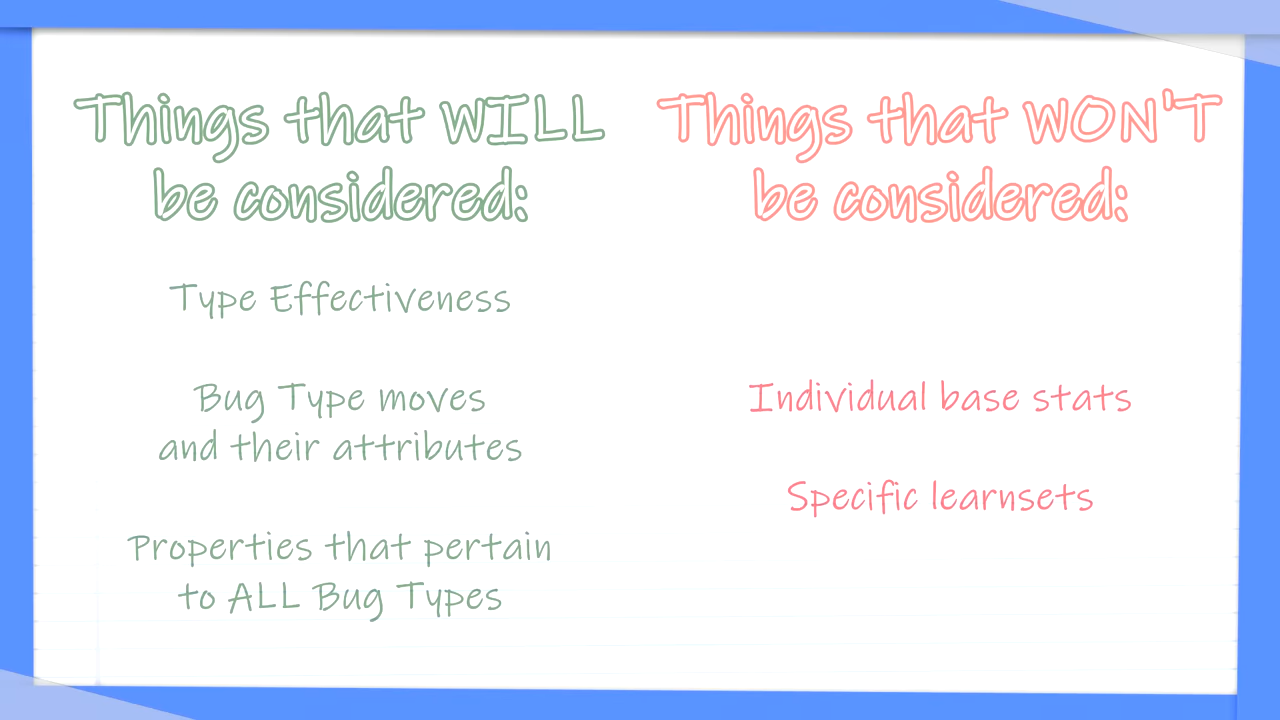 Things that WILL
be considered:
Type Effectiveness
Bug Type moves
and their attributes
Properties that pertain
to ALL Bug Types
Things that WON'T
be considered:
Individual base stats
Specific learnsets